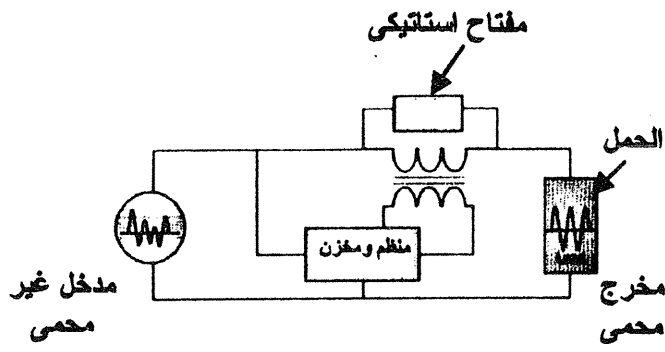 مفتاح استاتيكى
الحمل
منظم ومخزن
مدخل غير
محمى
مخرج
محمى